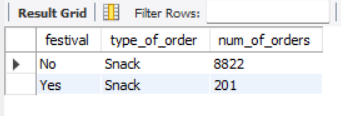 Result Grid Filter Rows:
festival type_of_order num_of_orders
No Snack 8822
Yes Snack 201